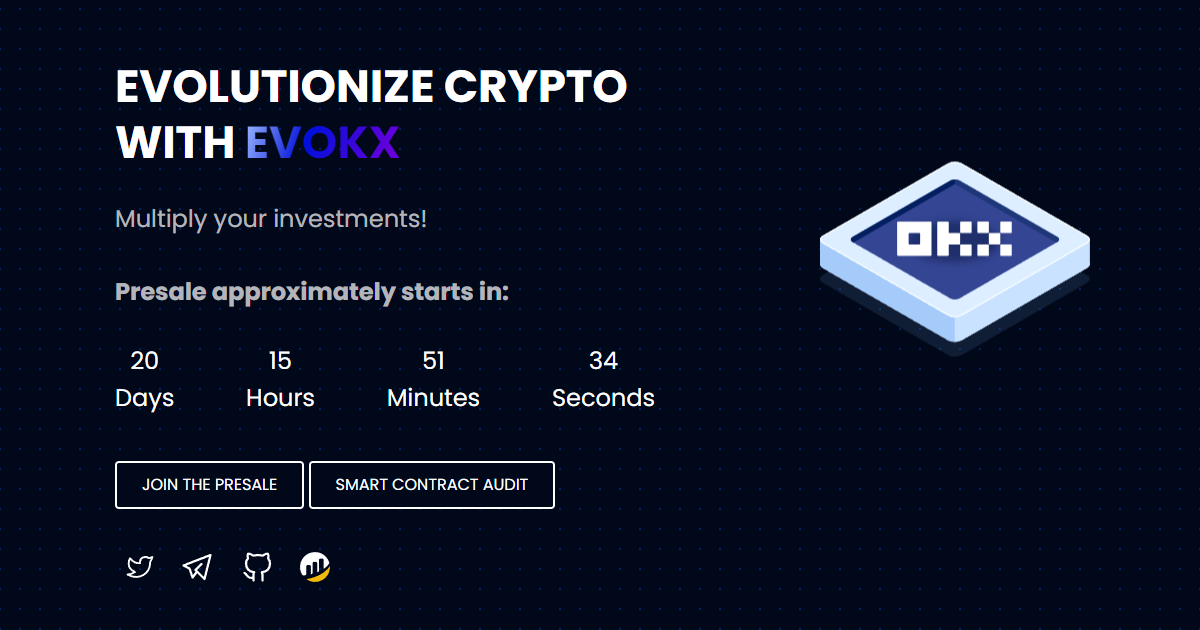 EVOLUTIONIZE CRYPTO
WITH EVOKX
Multiply your investments!
Presale approximately starts in:
20 15 51 34
Days Hours Minutes Seconds
JOIN THE PRESALE SMART CONTRACT AUDIT
OKX